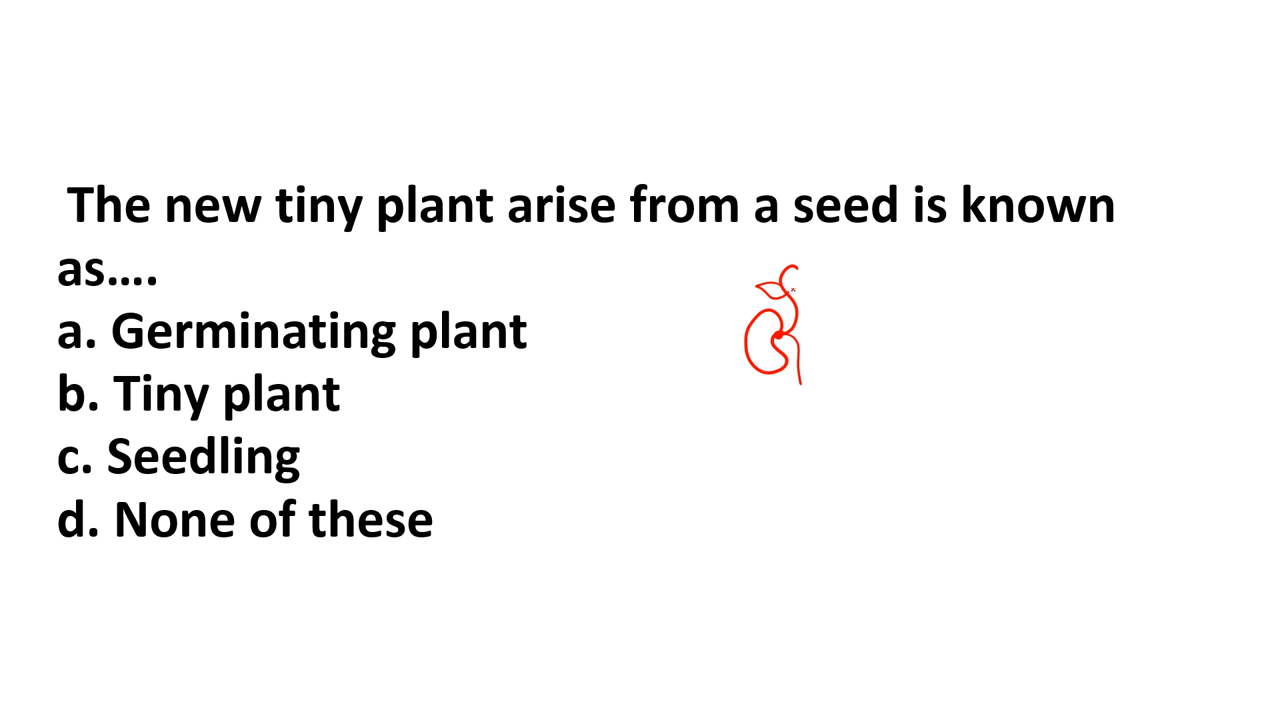 The new tiny plant arise from a seed is known
as....
a. Germinating plant
b. Tiny plant
c. Seedling
d. None of these